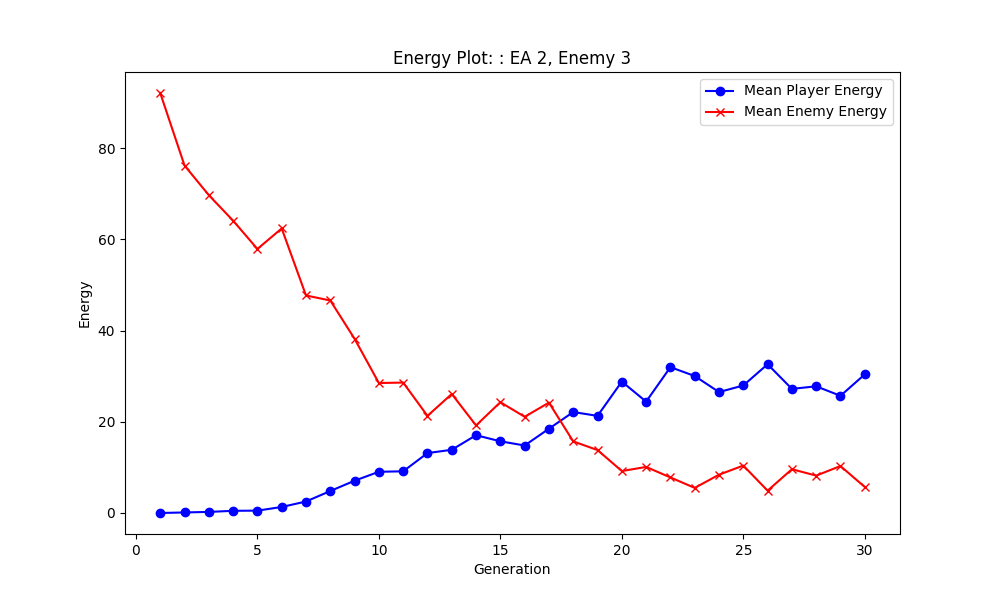 Energy Plot: : EA 2, Enemy 3
Mean Player Energy
Mean Enemy Energy
80
60
40
20
0
Energy
0 5 10 15 20 25 30
Generation